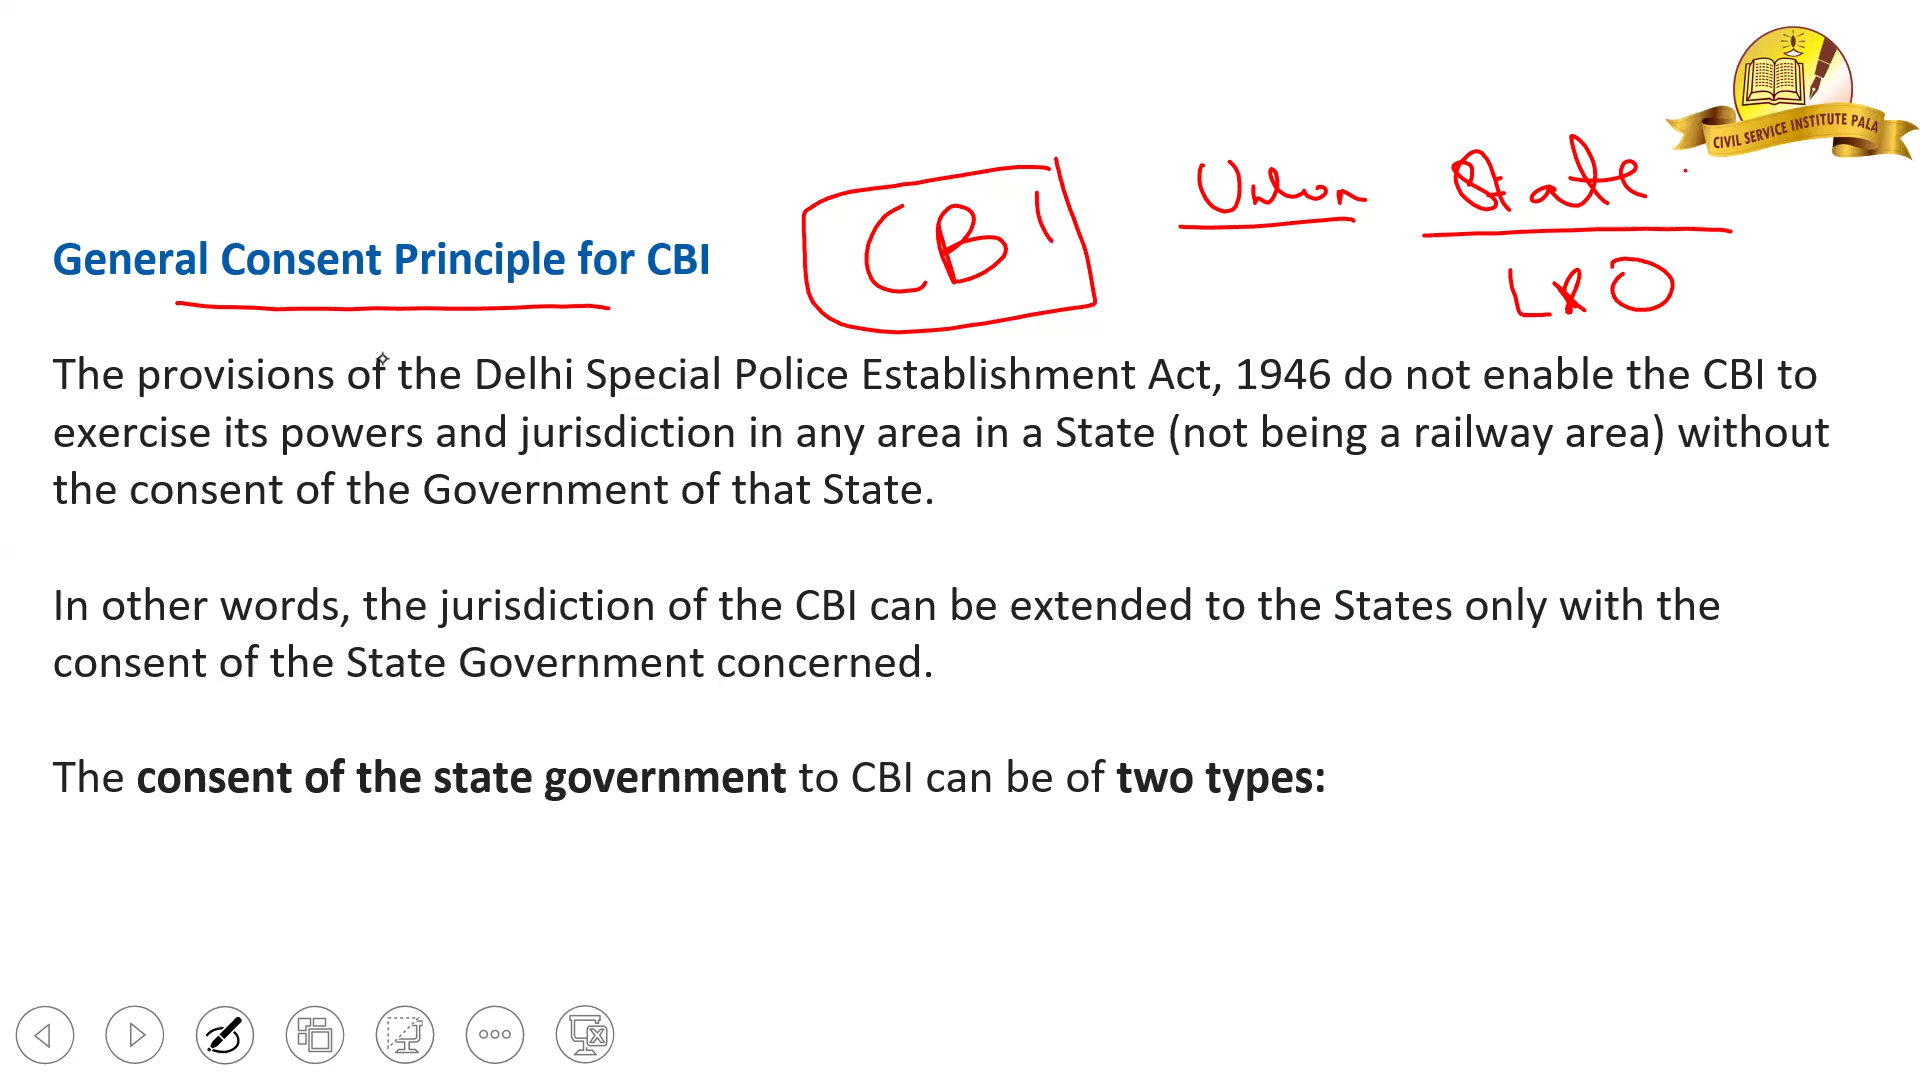 CIVIL SERVICE INSTITUTE PALA
Union State
CBI
L&O
General Consent Principle for CBI
The provisions of the Delhi Special Police Establishment Act, 1946 do not enable the CBI to
exercise its powers and jurisdiction in any area in a State (not being a railway area) without
the consent of the Government of that State.
In other words, the jurisdiction of the CBI can be extended to the States only with the
consent of the State Government concerned.
The consent of the state government to CBI can be of two types: